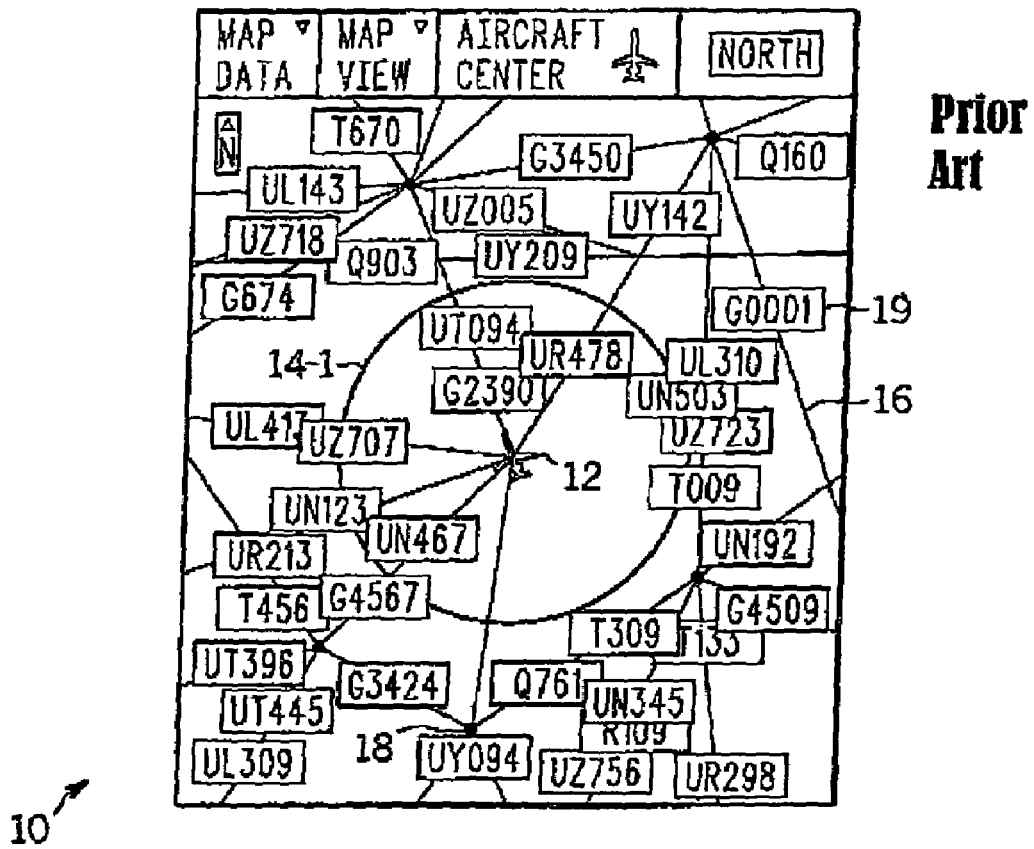 MAP DATA
MAP VIEW
AIRCRAFT CENTER
NORTH
Prior Art
N
T670
G3450
Q160
UL143
UZ005
UY142
UZ718
Q903
UY209
G674
G0001
19
UT094
UR478
UL310
14-1
G2390
UN503
16
UL417
UZ707
UZ723
12
T009
UN123
UN467
UN192
UR213
T456
G4567
G4509
T309
T133
UT396
G3424
Q761
UN345
UT445
18
R109
UL309
UY094
UZ756
UR298
10